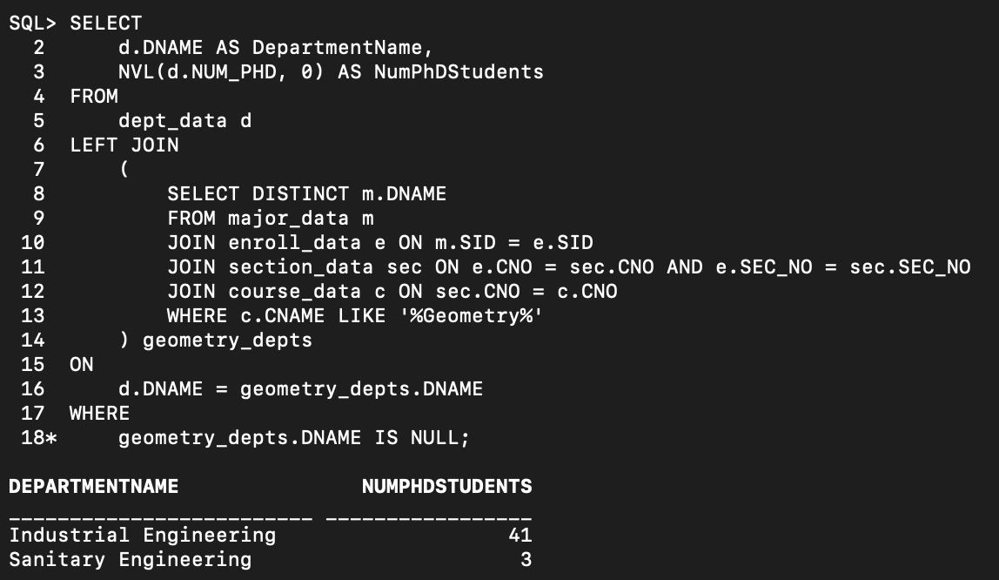 SQL> SELECT
  2      d.DNAME AS DepartmentName,
  3      NVL(d.NUM_PHD, 0) AS NumPhDStudents
  4  FROM
  5      dept_data d
  6  LEFT JOIN
  7      (
  8          SELECT DISTINCT m.DNAME
  9          FROM major_data m
 10          JOIN enroll_data e ON m.SID = e.SID
 11          JOIN section_data sec ON e.CNO = sec.CNO AND e.SEC_NO = sec.SEC_NO
 12          JOIN course_data c ON sec.CNO = c.CNO
 13          WHERE c.CNAME LIKE '%Geometry%'
 14      ) geometry_depts
 15  ON
 16      d.DNAME = geometry_depts.DNAME
 17  WHERE
 18*     geometry_depts.DNAME IS NULL;

DEPARTMENTNAME               NUMPHDSTUDENTS
_________________________ _________________
Industrial Engineering                   41
Sanitary Engineering                      3